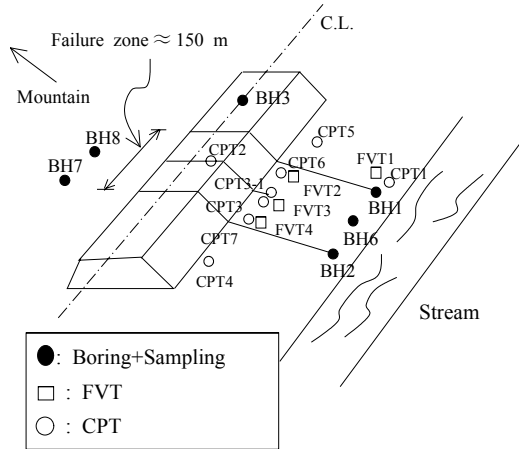 C.L.
Failure zone ≈ 150 m
Mountain
BH3
BH8
BH7
CPT5
CPT2
CPT6
FVT1
CPT1
CPT3-1
FVT2
BH1
CPT3
FVT3
BH6
FVT4
CPT7
BH2
CPT4
Stream
●: Boring+Sampling
□ : FVT
○ : CPT